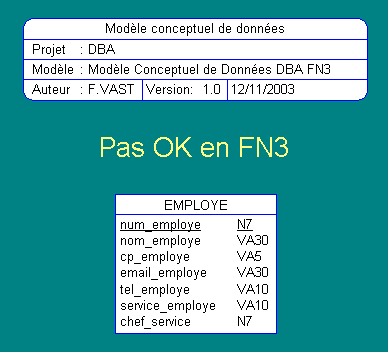 Modèle conceptuel de données
Projet : DBA
Modèle : Modèle Conceptuel de Données DBA FN3
Auteur : F.VAST Version: 1.0 12/11/2003
Pas OK en FN3
EMPLOYE
num_employe N7
nom_employe VA30
cp_employe VA5
email_employe VA30
tel_employe VA10
service_employe VA10
chef_service N7